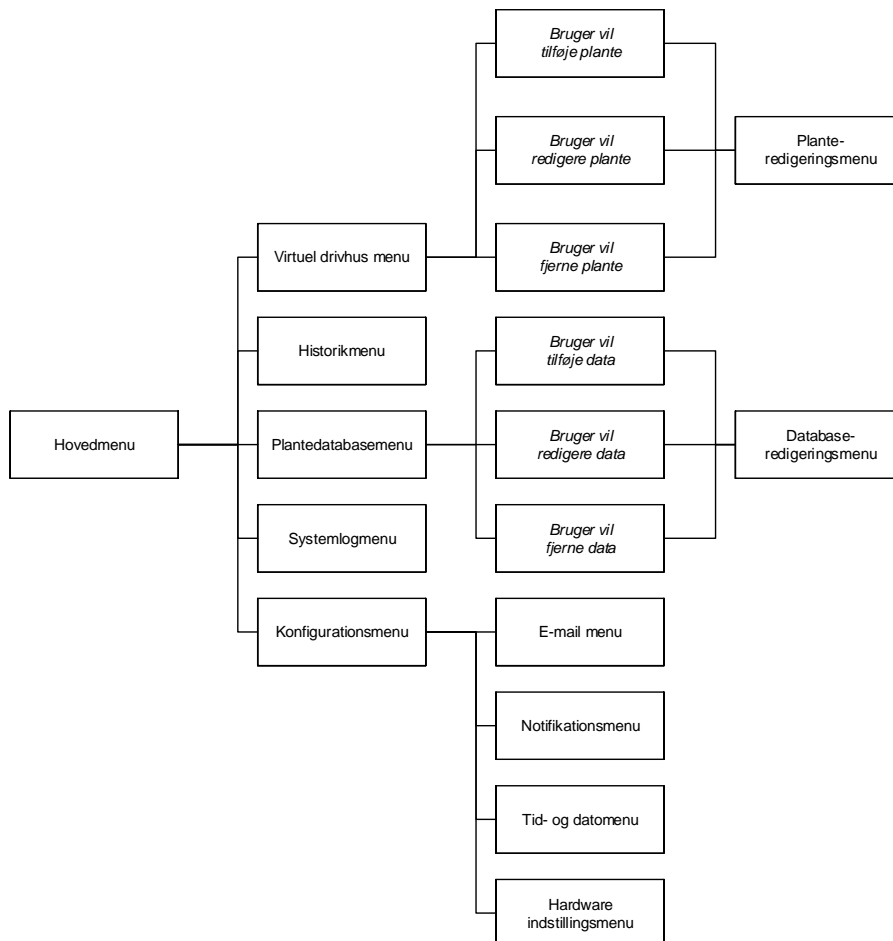 Bruger vil
tilføje plante
Bruger vil
redigere plante
Plante-
redigeringsmenu
Virtuel drivhus menu
Bruger vil
fjerne plante
Historikmenu
Bruger vil
tilføje data
Hovedmenu
Plantedatabasemenu
Bruger vil
redigere data
Database-
redigeringsmenu
Systemlogmenu
Bruger vil
fjerne data
Konfigurationsmenu
E-mail menu
Notifikationsmenu
Tid- og datomenu
Hardware
indstillingsmenu